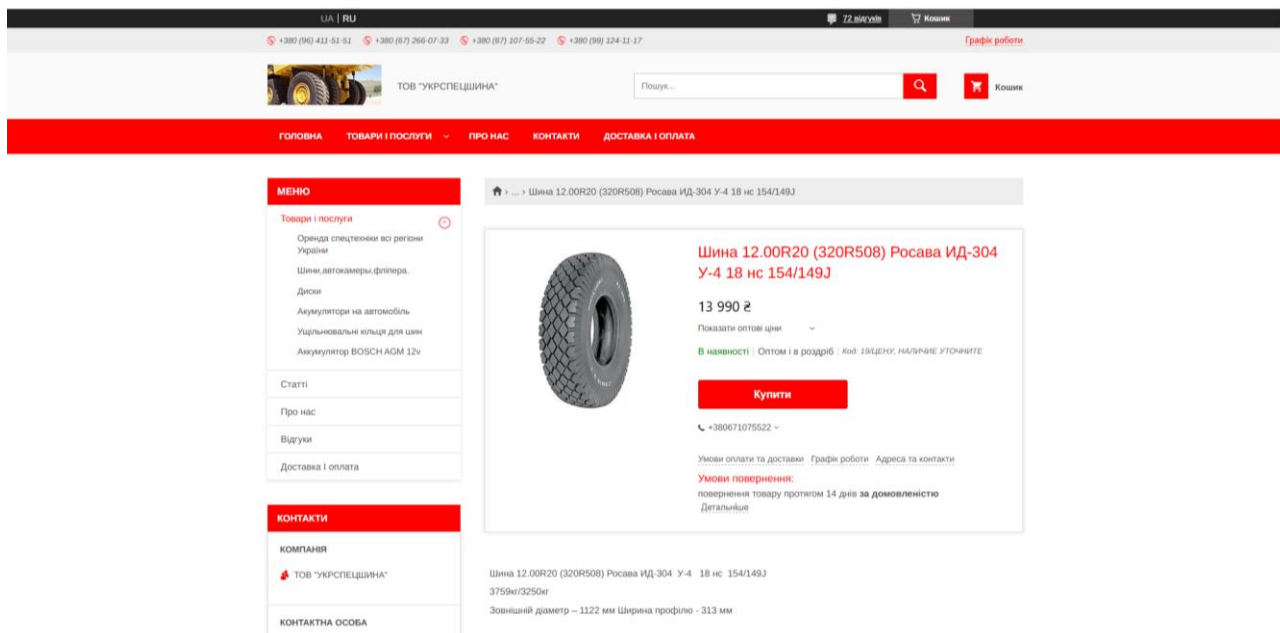 UA | RU
72 відгуків
Кошик
+380 (96) 411-51-51 +380 (67) 266-07-33 +380 (67) 107-55-22 +380 (99) 124-11-17
Графік роботи
ТОВ "УКРСПЕЦШИНА"
Пошук...
Кошик
ГОЛОВНА ТОВАРИ І ПОСЛУГИ ПРО НАС КОНТАКТИ ДОСТАВКА І ОПЛАТА
МЕНЮ
Товари і послуги
Оренда спецтехніки всі регіони
України
Шини,автокамеры,фліпера.
Диски
Акумулятори на автомобіль
Ущільнювальні кільця для шин
Аккумулятор BOSCH AGM 12v
Статті
Про нас
Відгуки
Доставка І оплата
КОНТАКТИ
КОМПАНІЯ
ТОВ "УКРСПЕЦШИНА"
КОНТАКТНА ОСОБА
› ... › Шина 12.00R20 (320R508) Росава ИД-304 У-4 18 нс 154/149J
Шина 12.00R20 (320R508) Росава ИД-304
У-4 18 нс 154/149J
13 990 ₴
Показати оптові ціни
В наявності | Оптом і в роздріб | Код: 19/ЦЕНУ, НАЛИЧИЕ УТОЧНИТЕ
Купити
+380671075522
Умови оплати та доставки Графік роботи Адреса та контакти
Умови повернення:
повернення товару протягом 14 днів за домовленістю
Детальніше
Шина 12.00R20 (320R508) Росава ИД-304 У-4 18 нс 154/149J
3759кг/3250кг
Зовнішній діаметр – 1122 мм Ширина профілю - 313 мм